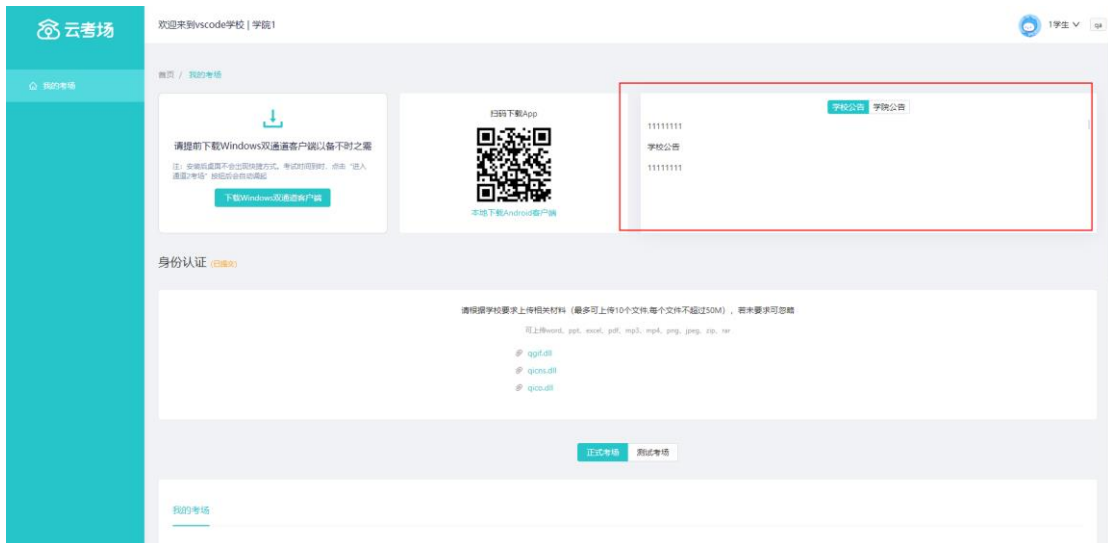 云考场
欢迎来到vscode学校 | 学院1
1学生
我的考场
首页 / 我的考场
请提前下载Windows双通道客户端以备不时之需
注：安装后桌面不会出现快捷方式。考试时间到时，点击“进入
通道2考场”按钮后会自动唤起
下载Windows双通道客户端
扫码下载App
本地下载Android客户端
学校公告 学院公告
11111111
学校公告
11111111
身份认证 (已提交)
请根据学校要求上传相关材料（最多可上传10个文件,每个文件不超过50M），若未要求可忽略
可上传word、ppt、excel、pdf、mp3、mp4、png、jpeg、zip、rar
qgif.dll
qicns.dll
qico.dll
正式考场 测试考场
我的考场